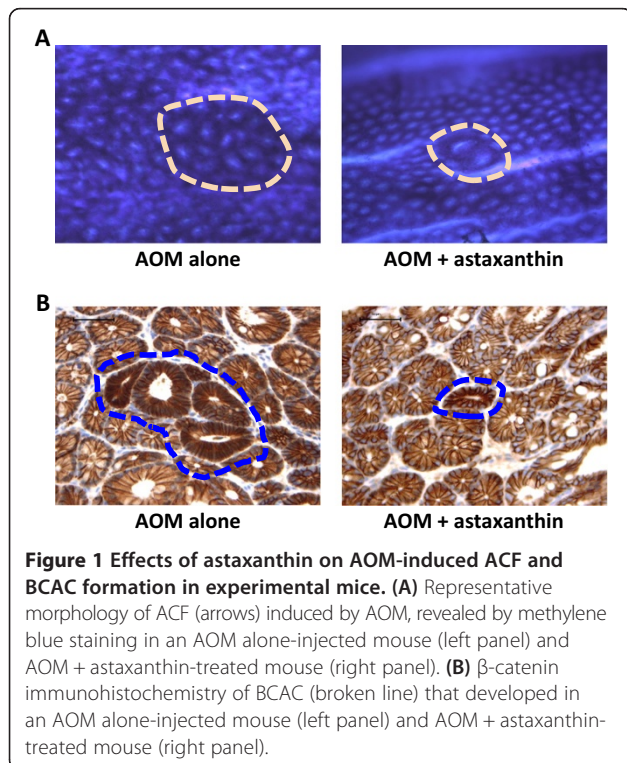 A
AOM alone
AOM + astaxanthin
B
AOM alone
AOM + astaxanthin
Figure 1 Effects of astaxanthin on AOM-induced ACF and
BCAC formation in experimental mice. (A) Representative
morphology of ACF (arrows) induced by AOM, revealed by methylene
blue staining in an AOM alone-injected mouse (left panel) and
AOM + astaxanthin-treated mouse (right panel). (B) β-catenin
immunohistochemistry of BCAC (broken line) that developed in
an AOM alone-injected mouse (left panel) and AOM + astaxanthin-
treated mouse (right panel).